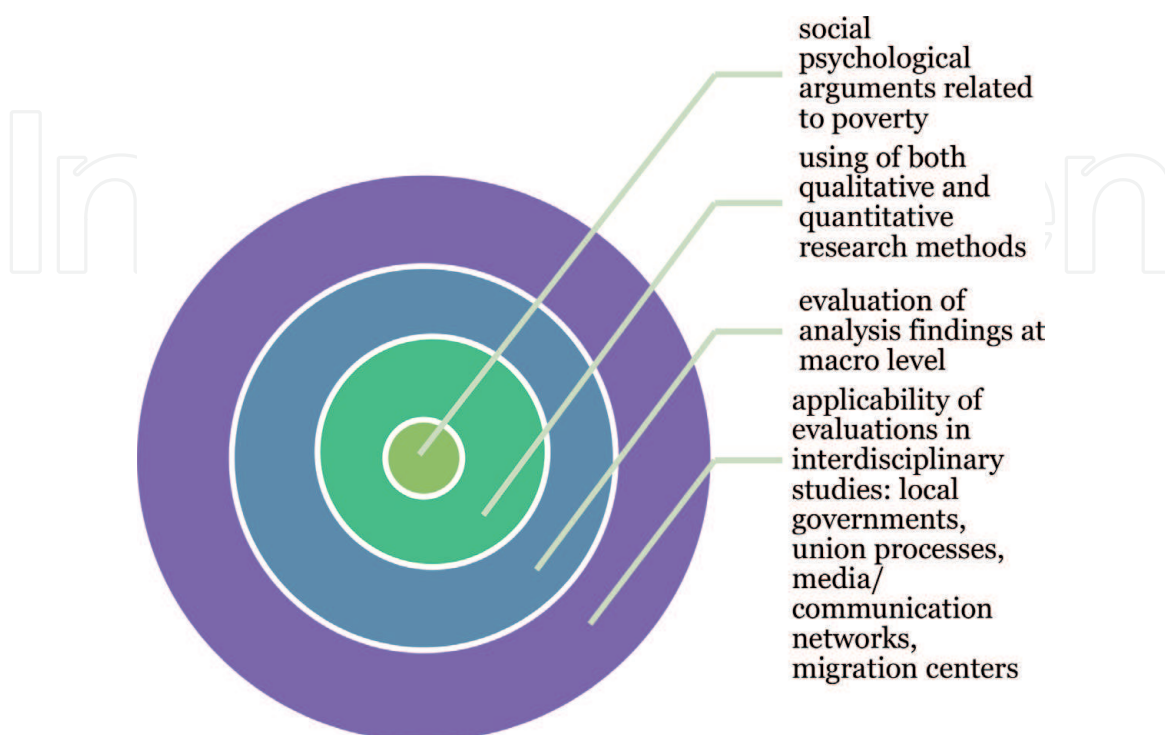 social
psychological
arguments related
to poverty
using of both
qualitative and
quantitative
research methods
evaluation of
analysis findings at
macro level
applicability of
evaluations in
interdisciplinary
studies: local
governments,
union processes,
media/
communication
networks,
migration centers